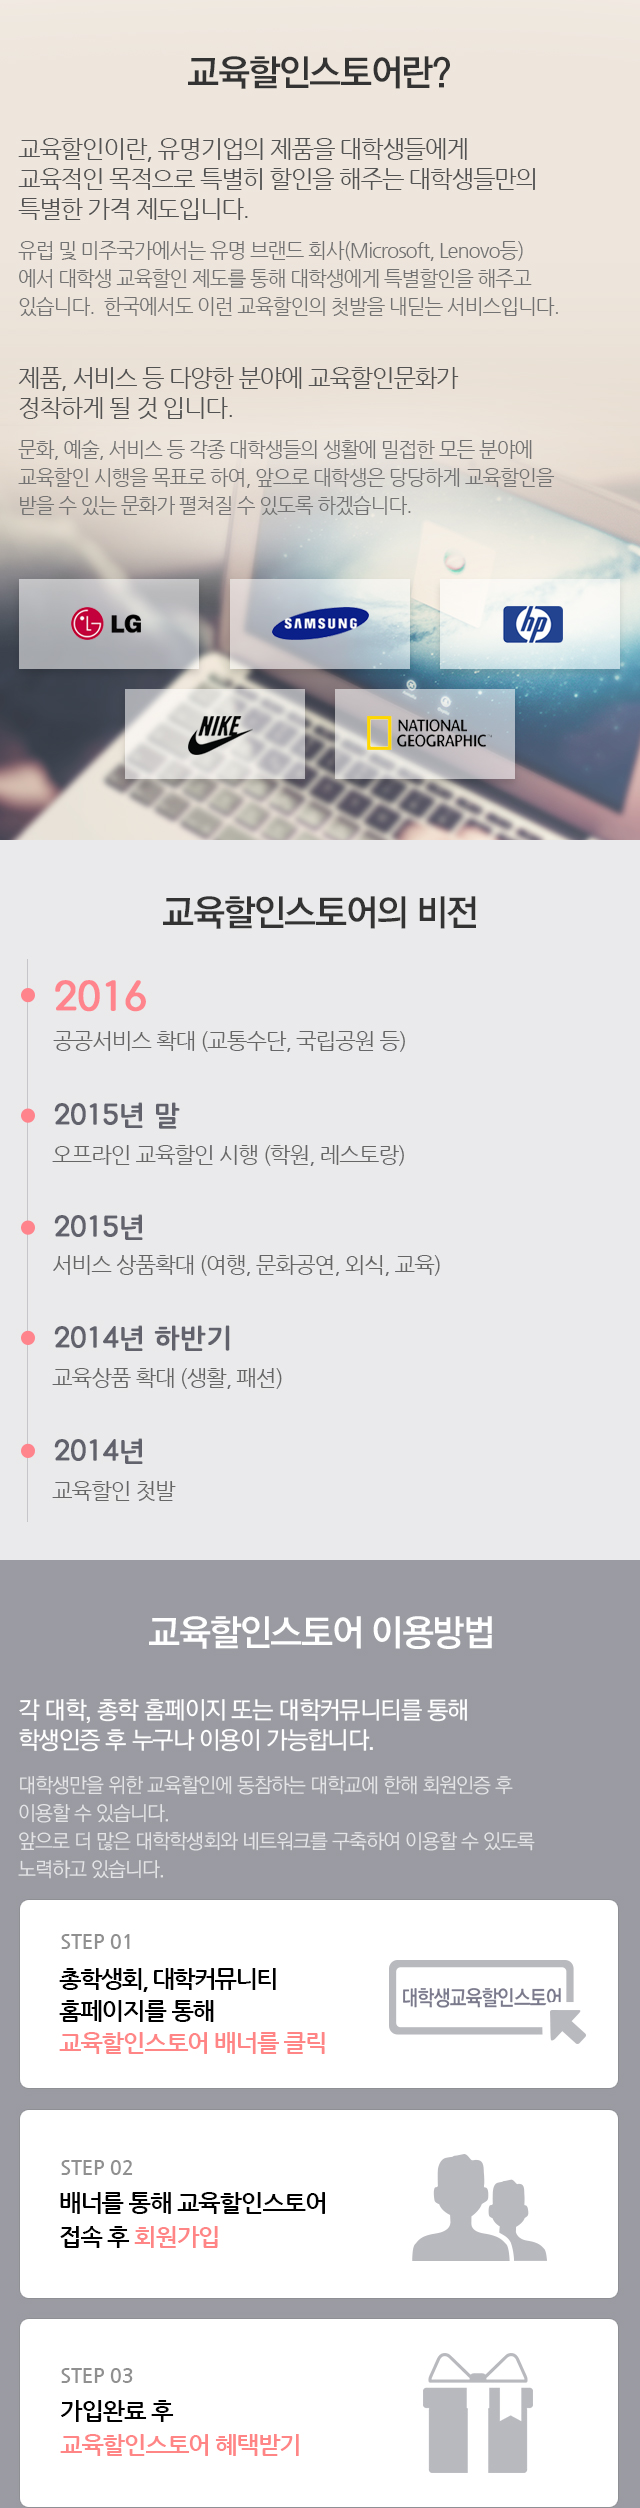 교육할인스토어란?
교육할인이란, 유명기업의 제품을 대학생들에게
교육적인 목적으로 특별히 할인을 해주는 대학생들만의
특별한 가격 제도입니다.
유럽 및 미주국가에서는 유명 브랜드 회사(Microsoft, Lenovo등)
에서 대학생 교육할인 제도를 통해 대학생에게 특별할인을 해주고
있습니다. 한국에서도 이런 교육할인의 첫발을 내딛는 서비스입니다.
제품, 서비스 등 다양한 분야에 교육할인문화가
정착하게 될 것 입니다.
문화, 예술, 서비스 등 각종 대학생들의 생활에 밀접한 모든 분야에
교육할인 시행을 목표로 하여, 앞으로 대학생은 당당하게 교육할인을
받을 수 있는 문화가 펼쳐질 수 있도록 하겠습니다.
LG
SAMSUNG
hp
NIKE
NATIONAL
GEOGRAPHIC
교육할인스토어의 비전
2016
공공서비스 확대 (교통수단, 국립공원 등)
2015년 말
오프라인 교육할인 시행 (학원, 레스토랑)
2015년
서비스 상품확대 (여행, 문화공연, 외식, 교육)
2014년 하반기
교육상품 확대 (생활, 패션)
2014년
교육할인 첫발
교육할인스토어 이용방법
각 대학, 총학 홈페이지 또는 대학커뮤니티를 통해
학생인증 후 누구나 이용이 가능합니다.
대학생만을 위한 교육할인에 동참하는 대학교에 한해 회원인증 후
이용할 수 있습니다.
앞으로 더 많은 대학학생회와 네트워크를 구축하여 이용할 수 있도록
노력하고 있습니다.
STEP 01
총학생회, 대학커뮤니티
홈페이지를 통해
교육할인스토어 배너를 클릭
대학생교육할인스토어
STEP 02
배너를 통해 교육할인스토어
접속 후 회원가입
STEP 03
가입완료 후
교육할인스토어 혜택받기